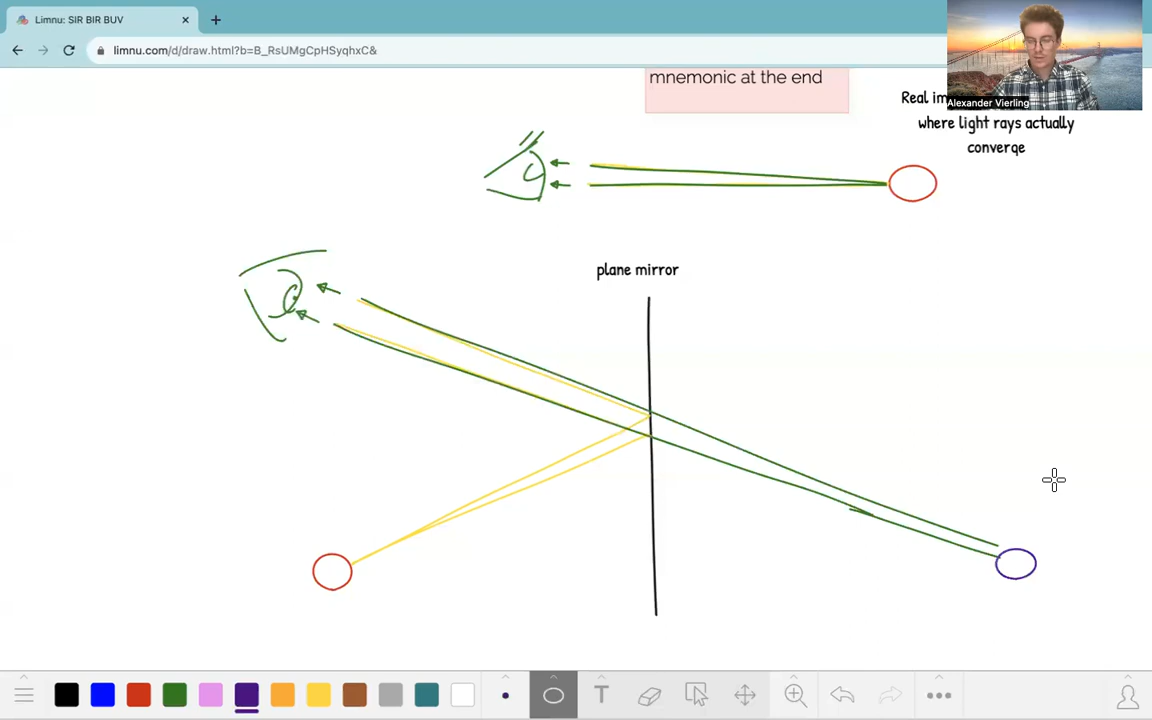 Limnu: SIR BIR BUV
limnu.com/d/draw.html?b=B_RsUMgCpHSyqhxC&
mnemonic at the end
Alexander Vierling
Real im
where light rays actually
converge
plane mirror
T